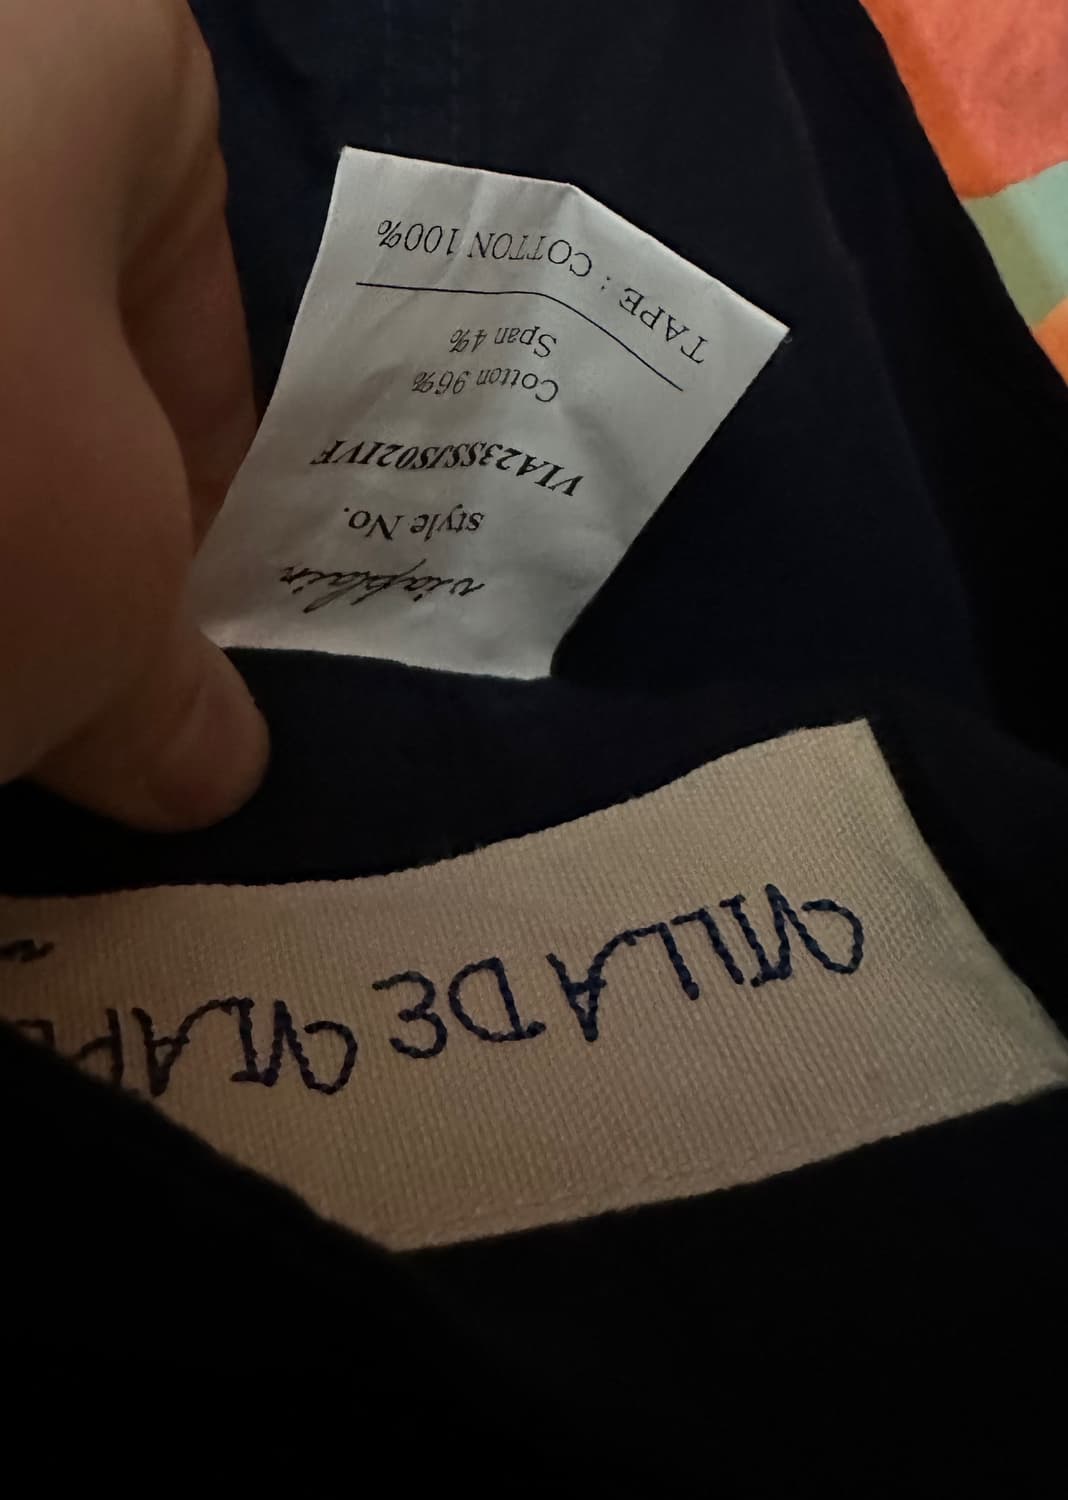 viaplain
style No.
VIA23SSJS021VF
Cotton 96%
Span 4%
TAPE : COTTON 100%
VILLA DE VIAPL